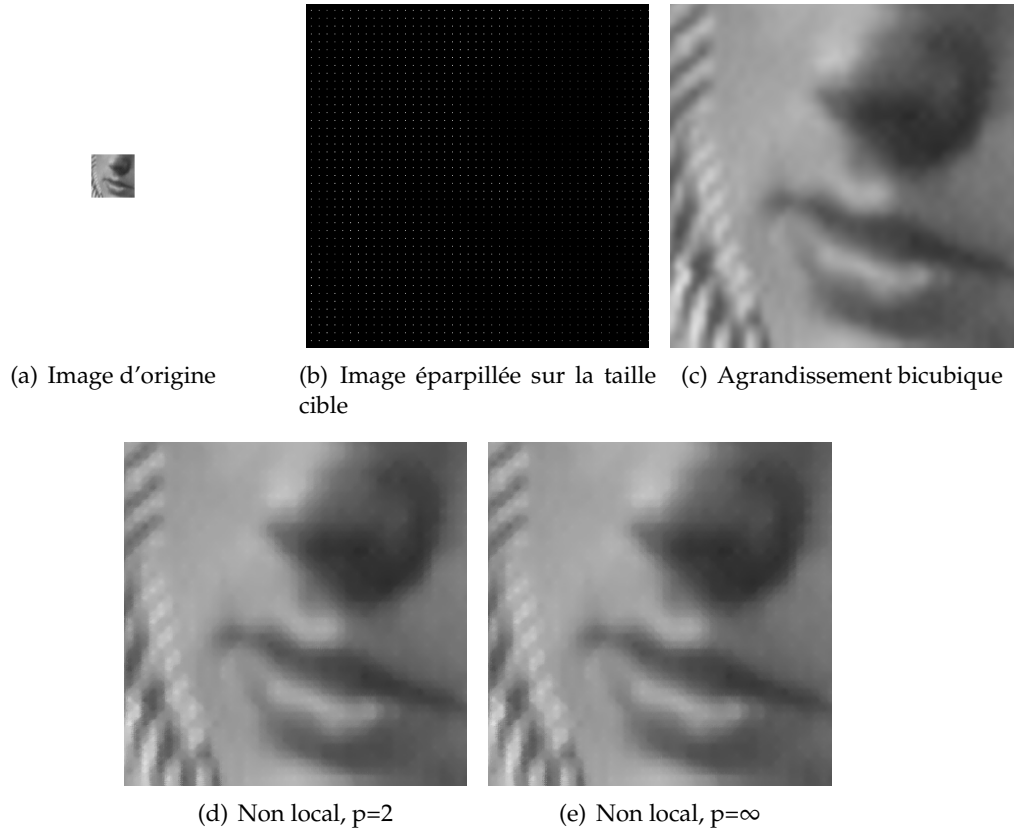 (a) Image d'origine
(b) Image éparpillée sur la taille
cible
(c) Agrandissement bicubique
(d) Non local, p=2
(e) Non local, p=∞